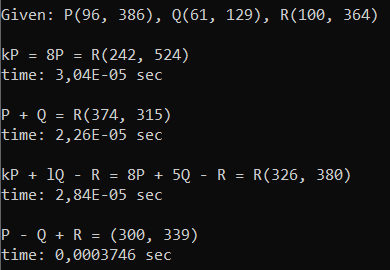 Given: P(96, 386), Q(61, 129), R(100, 364)
kP = 8P = R(242, 524)
time: 3,04E-05 sec
P + Q = R(374, 315)
time: 2,26E-05 sec
kP + lQ - R = 8P + 5Q - R = R(326, 380)
time: 2,84E-05 sec
P - Q + R = (300, 339)
time: 0,0003746 sec